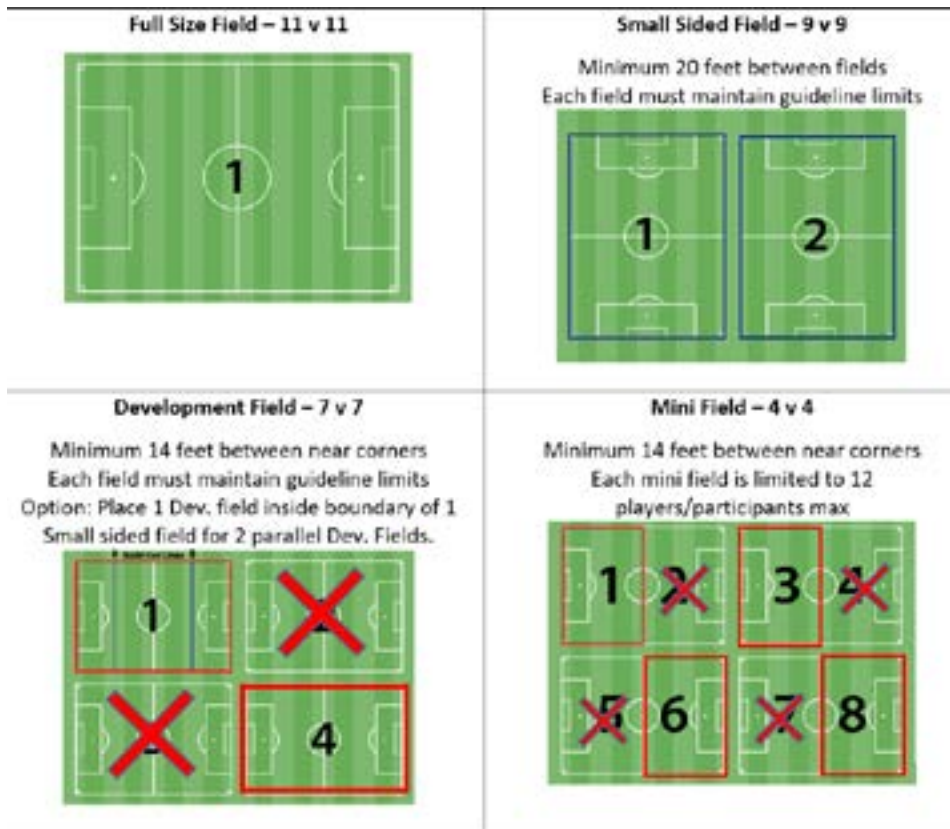 Full Size Field – 11 v 11
1
Small Sided Field – 9 v 9
Minimum 20 feet between fields
Each field must maintain guideline limits
1
2
Development Field – 7 v 7
Minimum 14 feet between near corners
Each field must maintain guideline limits
Option: Place 1 Dev. field inside boundary of 1
Small sided field for 2 parallel Dev. Fields.
1
4
Mini Field – 4 v 4
Minimum 14 feet between near corners
Each mini field is limited to 12
players/participants max
1 2 3 4
5 6 7 8